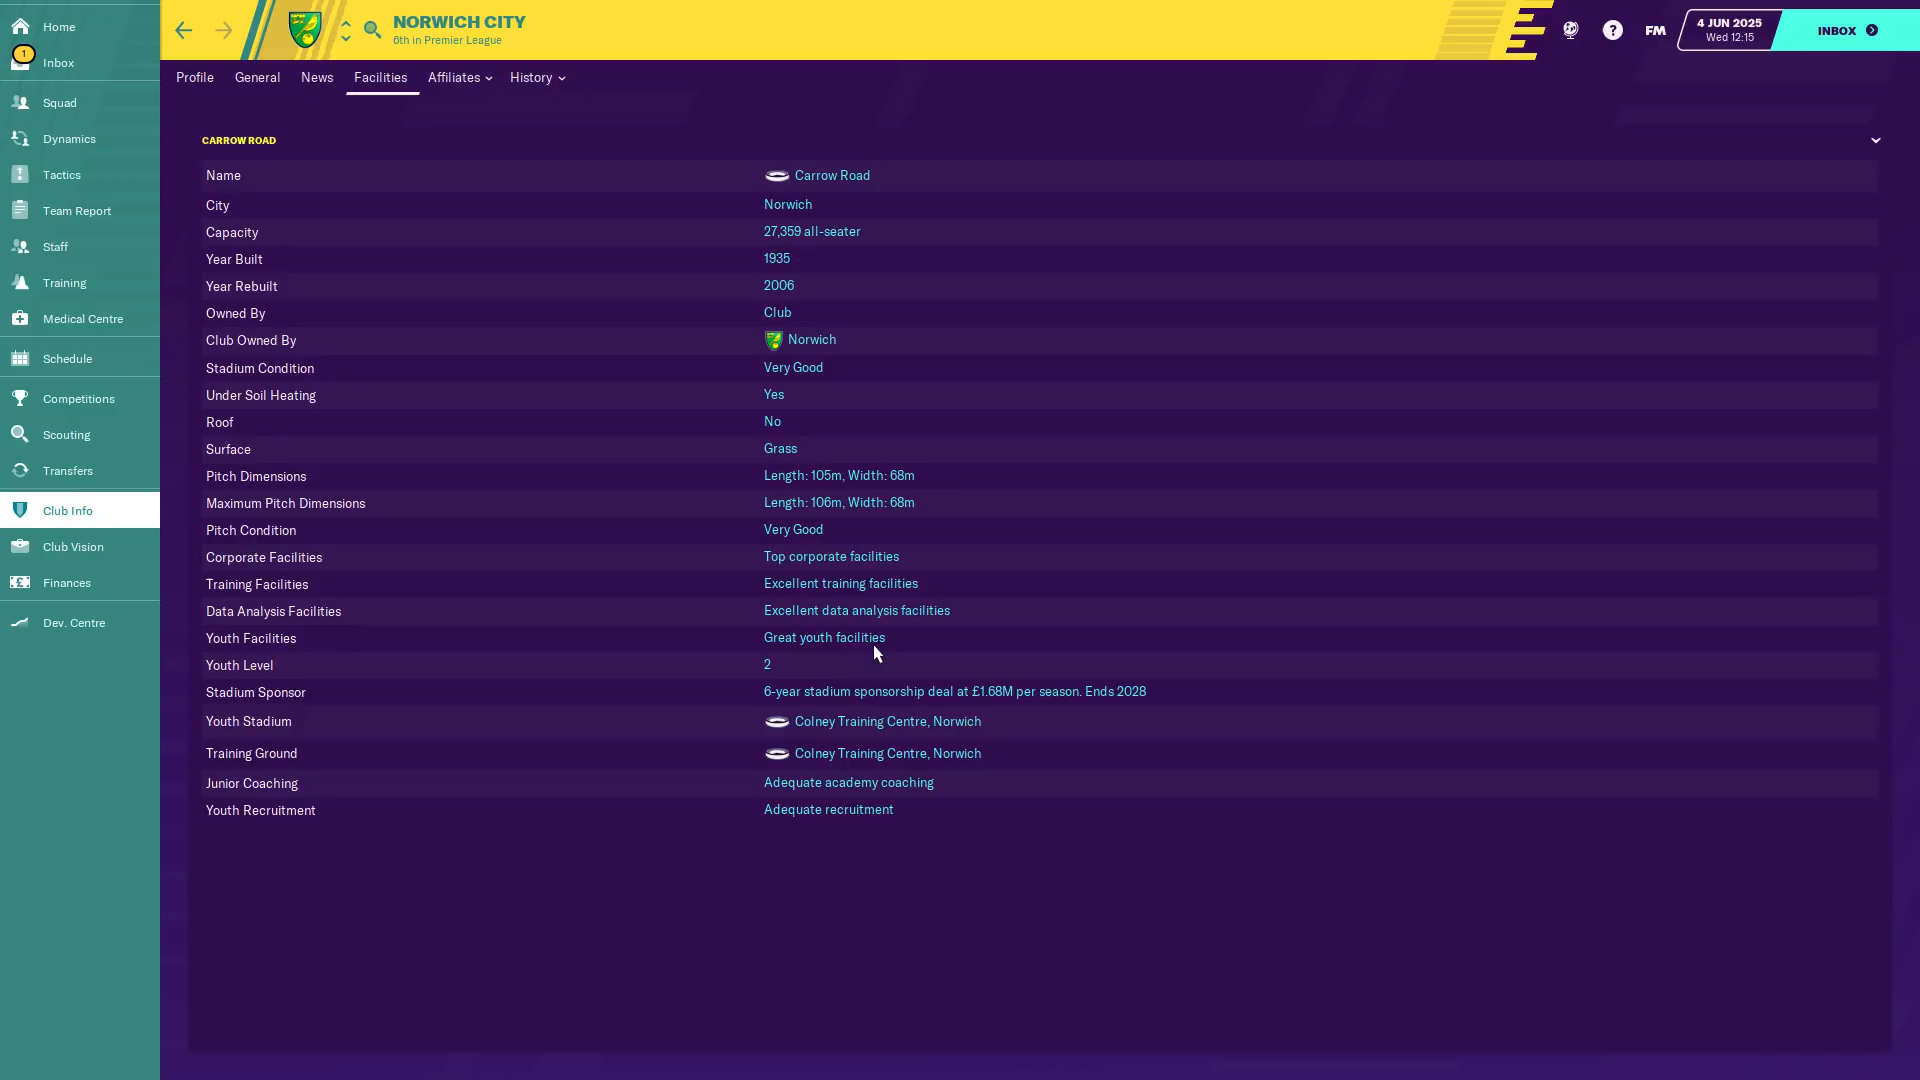 Home
NORWICH CITY
6th in Premier League
FM
4 JUN 2025
Wed 12:15
INBOX
1
Inbox
Profile
General
News
Facilities
Affiliates
History
Squad
Dynamics
Tactics
Team Report
Staff
Training
Medical Centre
Schedule
Competitions
Scouting
Transfers
Club Info
Club Vision
Finances
Dev. Centre
CARROW ROAD
Name Carrow Road
City Norwich
Capacity 27,359 all-seater
Year Built 1935
Year Rebuilt 2006
Owned By Club
Club Owned By Norwich
Stadium Condition Very Good
Under Soil Heating Yes
Roof No
Surface Grass
Pitch Dimensions Length: 105m, Width: 68m
Maximum Pitch Dimensions Length: 106m, Width: 68m
Pitch Condition Very Good
Corporate Facilities Top corporate facilities
Training Facilities Excellent training facilities
Data Analysis Facilities Excellent data analysis facilities
Youth Facilities Great youth facilities
Youth Level 2
Stadium Sponsor 6-year stadium sponsorship deal at £1.68M per season. Ends 2028
Youth Stadium Colney Training Centre, Norwich
Training Ground Colney Training Centre, Norwich
Junior Coaching Adequate academy coaching
Youth Recruitment Adequate recruitment